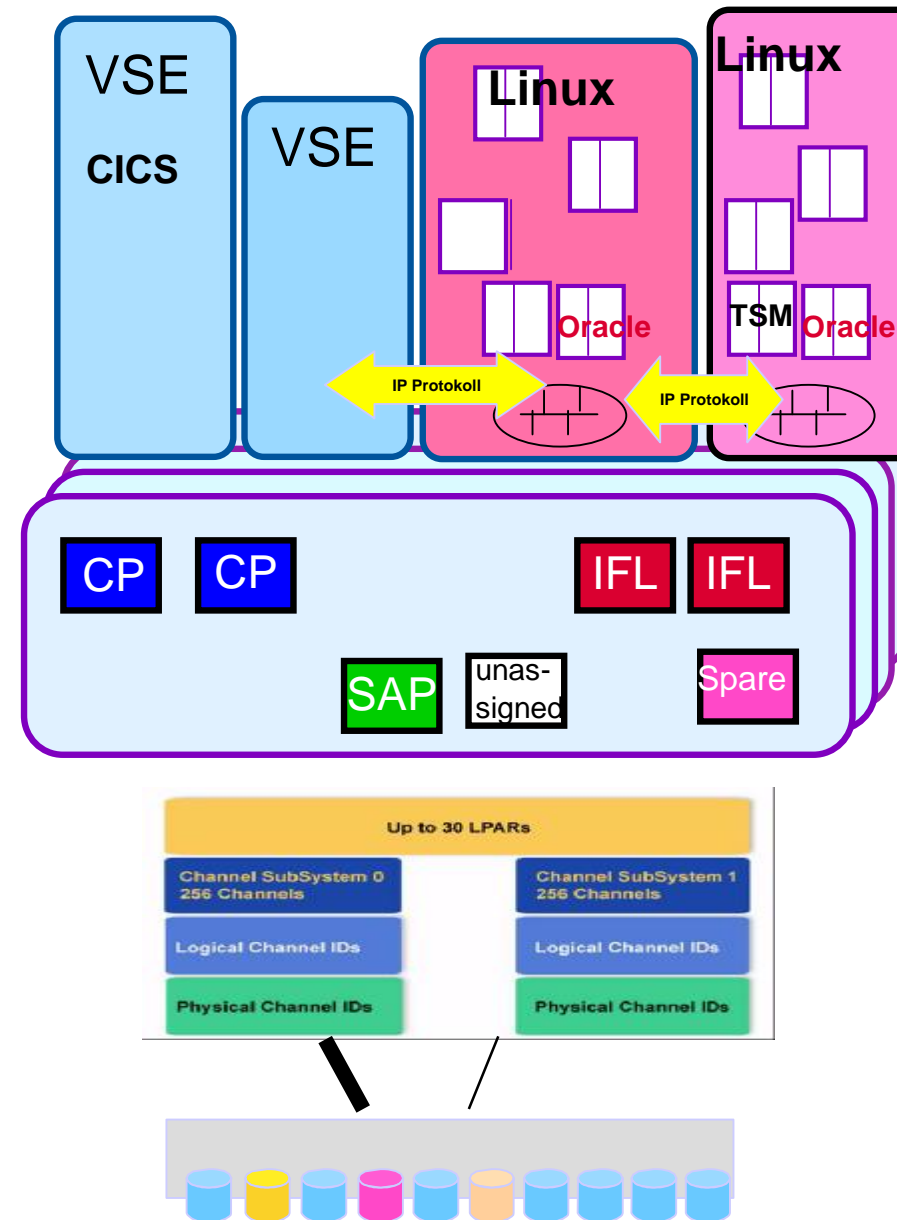 VSE
CICS
VSE
Linux
Linux
Oracle
TSM
Oracle
IP Protokoll
IP Protokoll
CP
CP
IFL
IFL
SAP
unas-
signed
Spare
Up to 30 LPARs
Channel SubSystem 0
256 Channels
Channel SubSystem 1
256 Channels
Logical Channel IDs
Logical Channel IDs
Physical Channel IDs
Physical Channel IDs